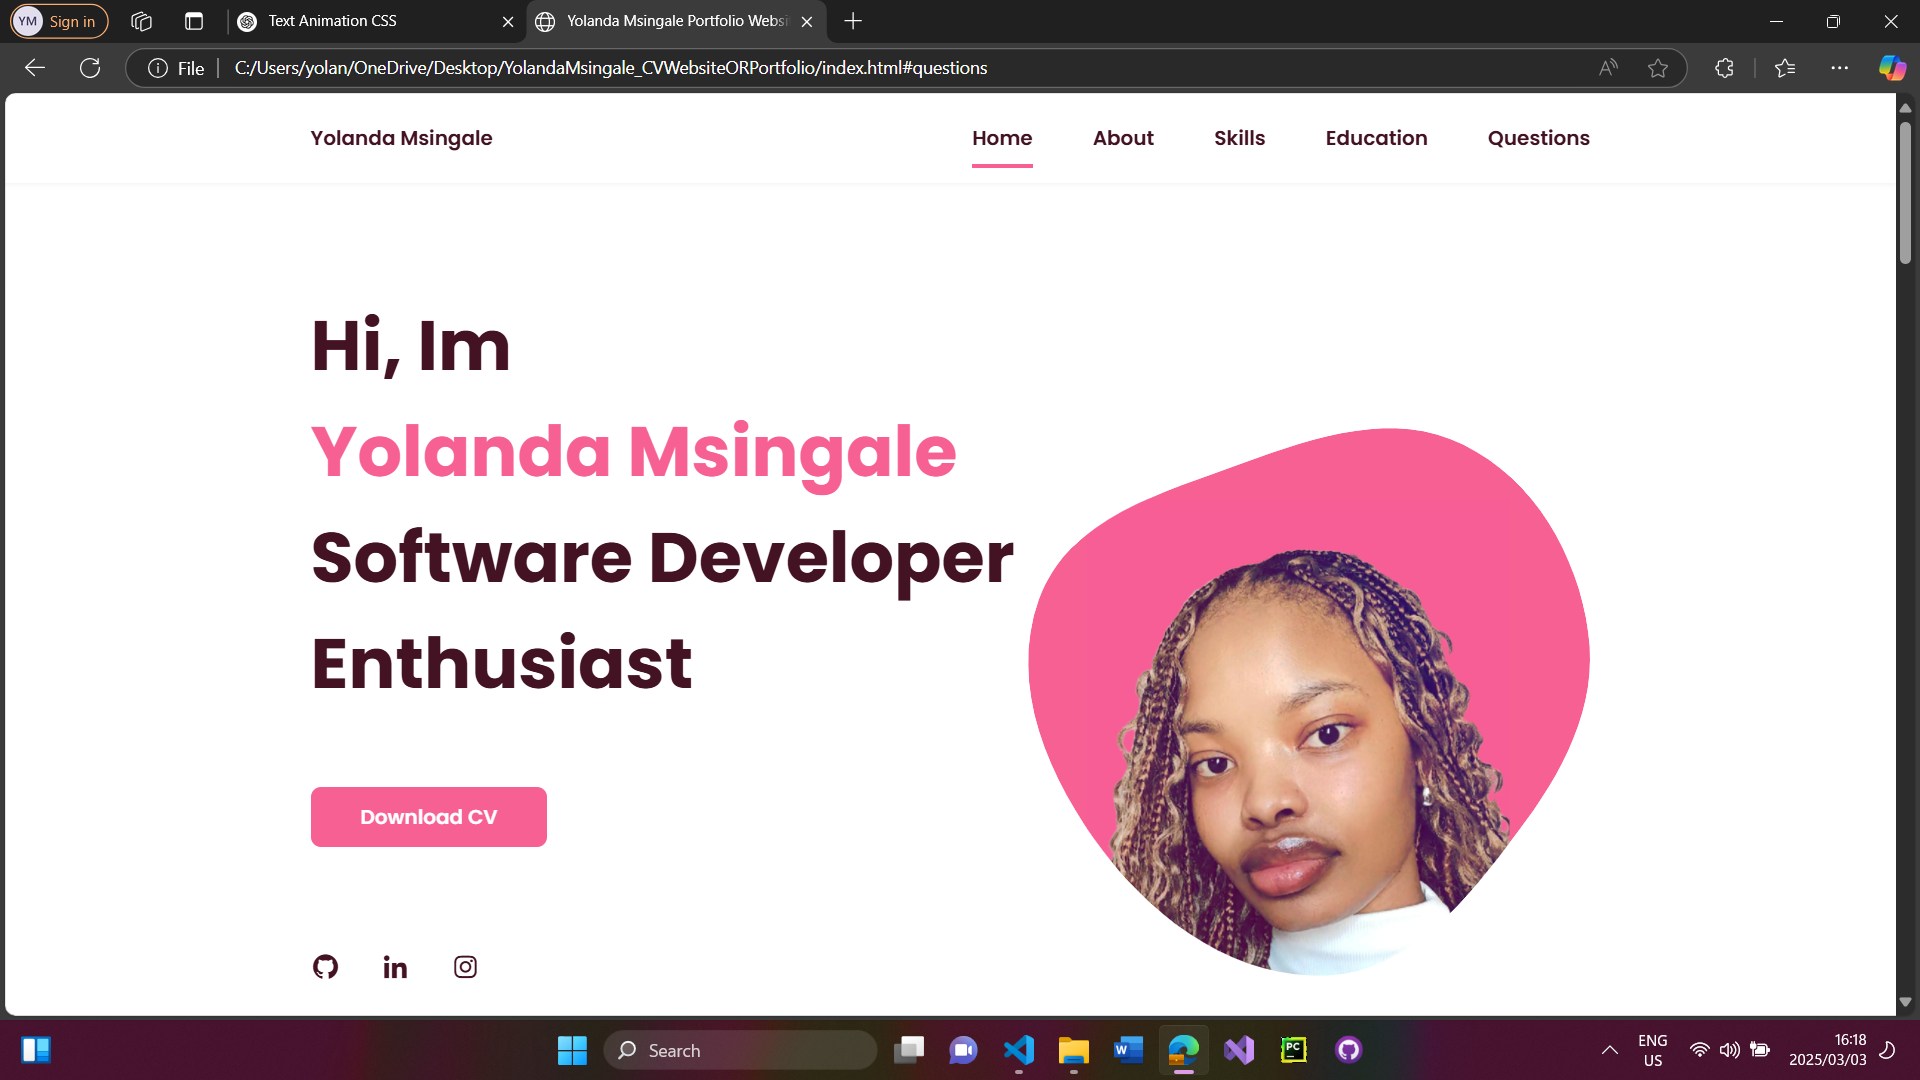 YM Sign in
Text Animation CSS
Yolanda Msingale Portfolio Websi
File
C:/Users/yolan/OneDrive/Desktop/YolandaMsingale_CVWebsiteORPortfolio/index.html#questions
Yolanda Msingale
Home About Skills Education Questions
Hi, Im
Yolanda Msingale
Software Developer
Enthusiast
Download CV
in
Search
W
PC
ENG
US
16:18
2025/03/03